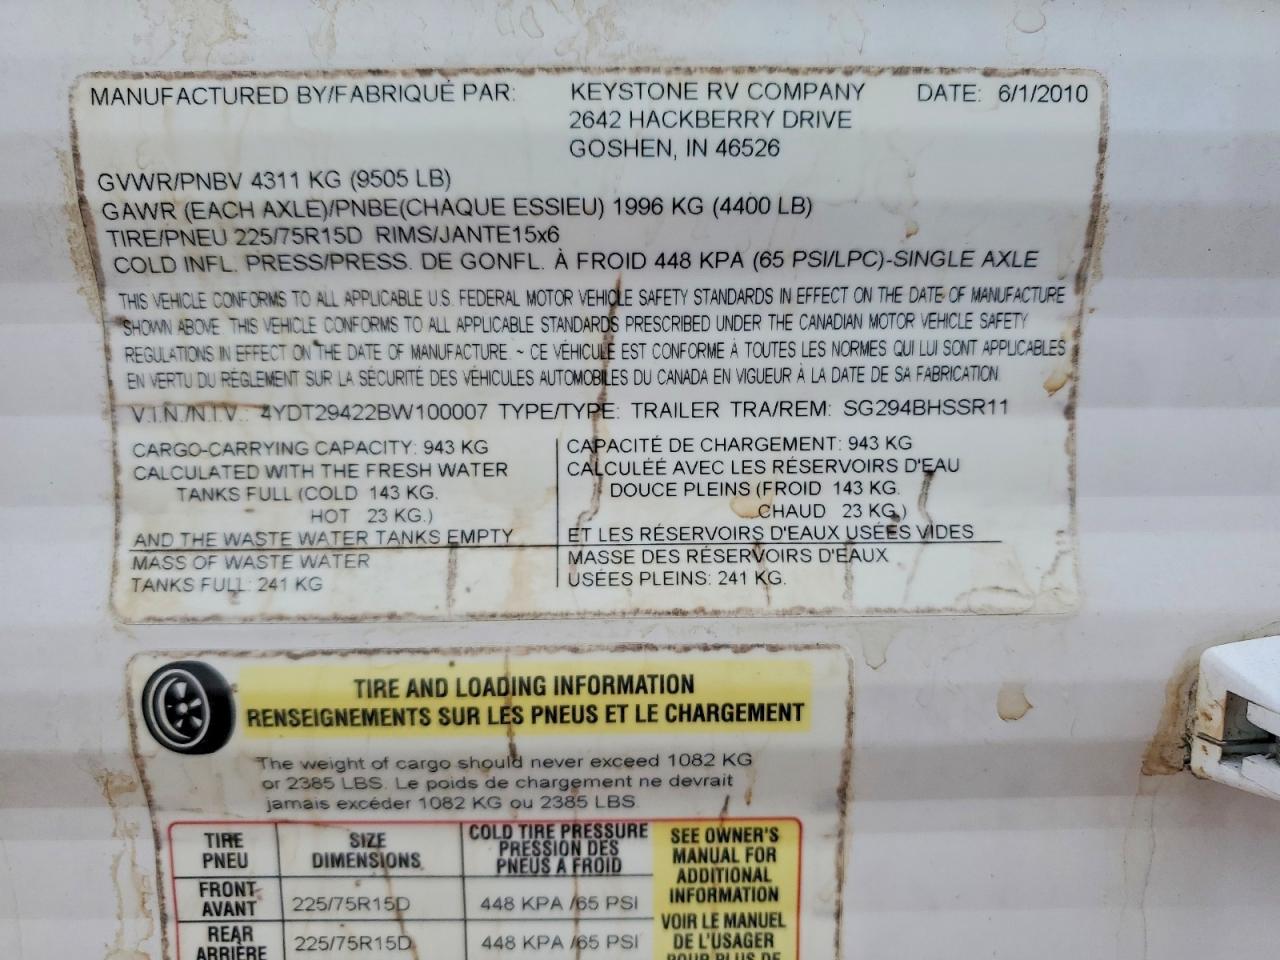 MANUFACTURED BY/FABRIQUÉ PAR: KEYSTONE RV COMPANY DATE: 6/1/2010
2642 HACKBERRY DRIVE
GOSHEN, IN 46526
GVWR/PNBV 4311 KG (9505 LB)
GAWR (EACH AXLE)/PNBE(CHAQUE ESSIEU) 1996 KG (4400 LB)
TIRE/PNEU 225/75R15D RIMS/JANTE15x6
COLD INFL. PRESS/PRESS. DE GONFL. À FROID 448 KPA (65 PSI/LPC)-SINGLE AXLE
THIS VEHICLE CONFORMS TO ALL APPLICABLE U.S. FEDERAL MOTOR VEHICLE SAFETY STANDARDS IN EFFECT ON THE DATE OF MANUFACTURE
SHOWN ABOVE. THIS VEHICLE CONFORMS TO ALL APPLICABLE STANDARDS PRESCRIBED UNDER THE CANADIAN MOTOR VEHICLE SAFETY
REGULATIONS IN EFFECT ON THE DATE OF MANUFACTURE. ~ CE VÉHICULE EST CONFORME À TOUTES LES NORMES QUI LUI SONT APPLICABLES
EN VERTU DU RÈGLEMENT SUR LA SÉCURITÉ DES VÉHICULES AUTOMOBILES DU CANADA EN VIGUEUR À LA DATE DE SA FABRICATION.
V.I.N./N.I.V.: 4YDT29422BW100007 TYPE/TYPE: TRAILER TRA/REM: SG294BHSSR11
CARGO-CARRYING CAPACITY: 943 KG
CALCULATED WITH THE FRESH WATER
TANKS FULL (COLD 143 KG.
HOT 23 KG.)
AND THE WASTE WATER TANKS EMPTY
MASS OF WASTE WATER
TANKS FULL: 241 KG
CAPACITÉ DE CHARGEMENT: 943 KG
CALCULÉE AVEC LES RÉSERVOIRS D'EAU
DOUCE PLEINS (FROID 143 KG.
CHAUD 23 KG.)
ET LES RÉSERVOIRS D'EAUX USÉES VIDES
MASSE DES RÉSERVOIRS D'EAUX
USÉES PLEINS: 241 KG.
TIRE AND LOADING INFORMATION
RENSEIGNEMENTS SUR LES PNEUS ET LE CHARGEMENT
The weight of cargo should never exceed 1082 KG
or 2385 LBS. Le poids de chargement ne devrait
jamais excéder 1082 KG ou 2385 LBS.
TIRE SIZE COLD TIRE PRESSURE
PNEU DIMENSIONS PRESSION DES
PNEUS A FROID
FRONT
AVANT 225/75R15D 448 KPA /65 PSI
REAR
ARRIÈRE 225/75R15D 448 KPA /65 PSI
SEE OWNER'S
MANUAL FOR
ADDITIONAL
INFORMATION
VOIR LE MANUEL
DE L'USAGER
POUR PLUS DE